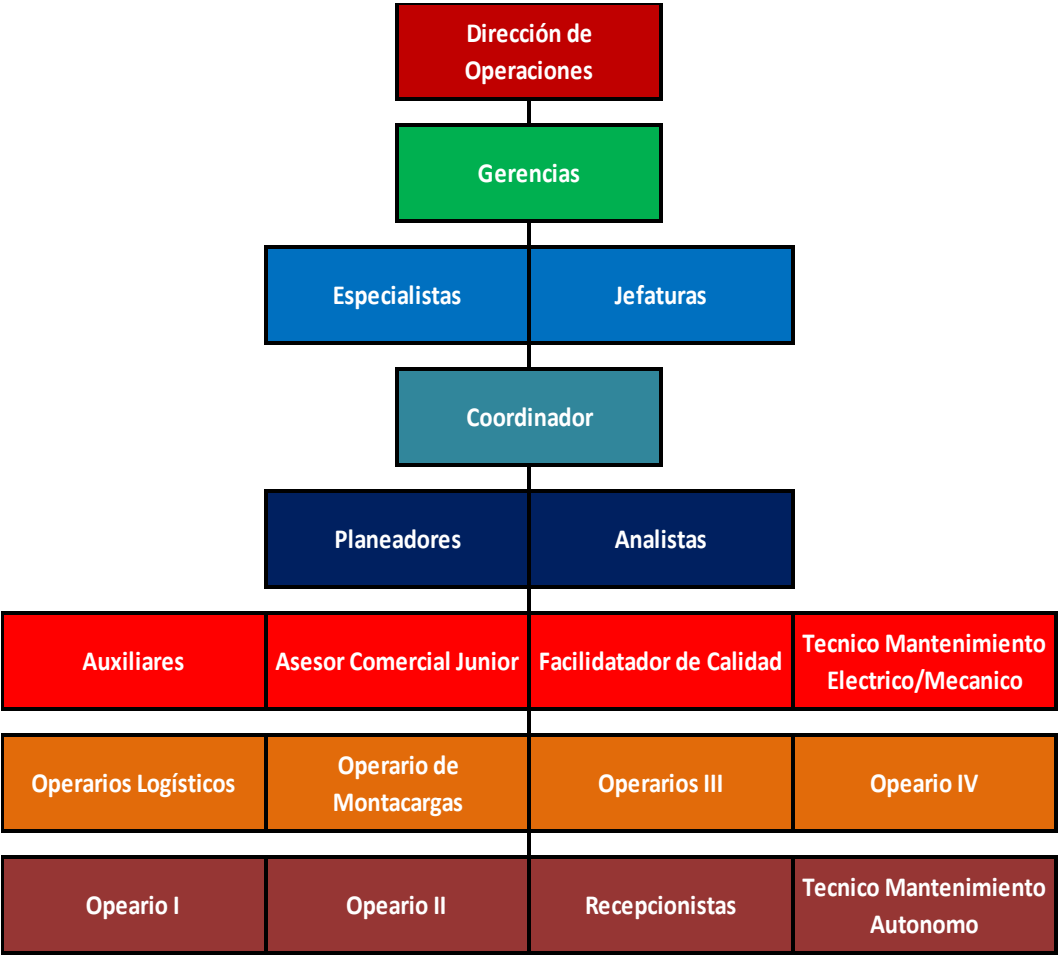 Dirección de
Operaciones
Gerencias
Especialistas
Jefaturas
Coordinador
Planeadores
Analistas
Auxiliares
Asesor Comercial Junior
Facilidatador de Calidad
Tecnico Mantenimiento
Electrico/Mecanico
Operarios Logísticos
Operario de
Montacargas
Operarios III
Opeario IV
Opeario I
Opeario II
Recepcionistas
Tecnico Mantenimiento
Autonomo